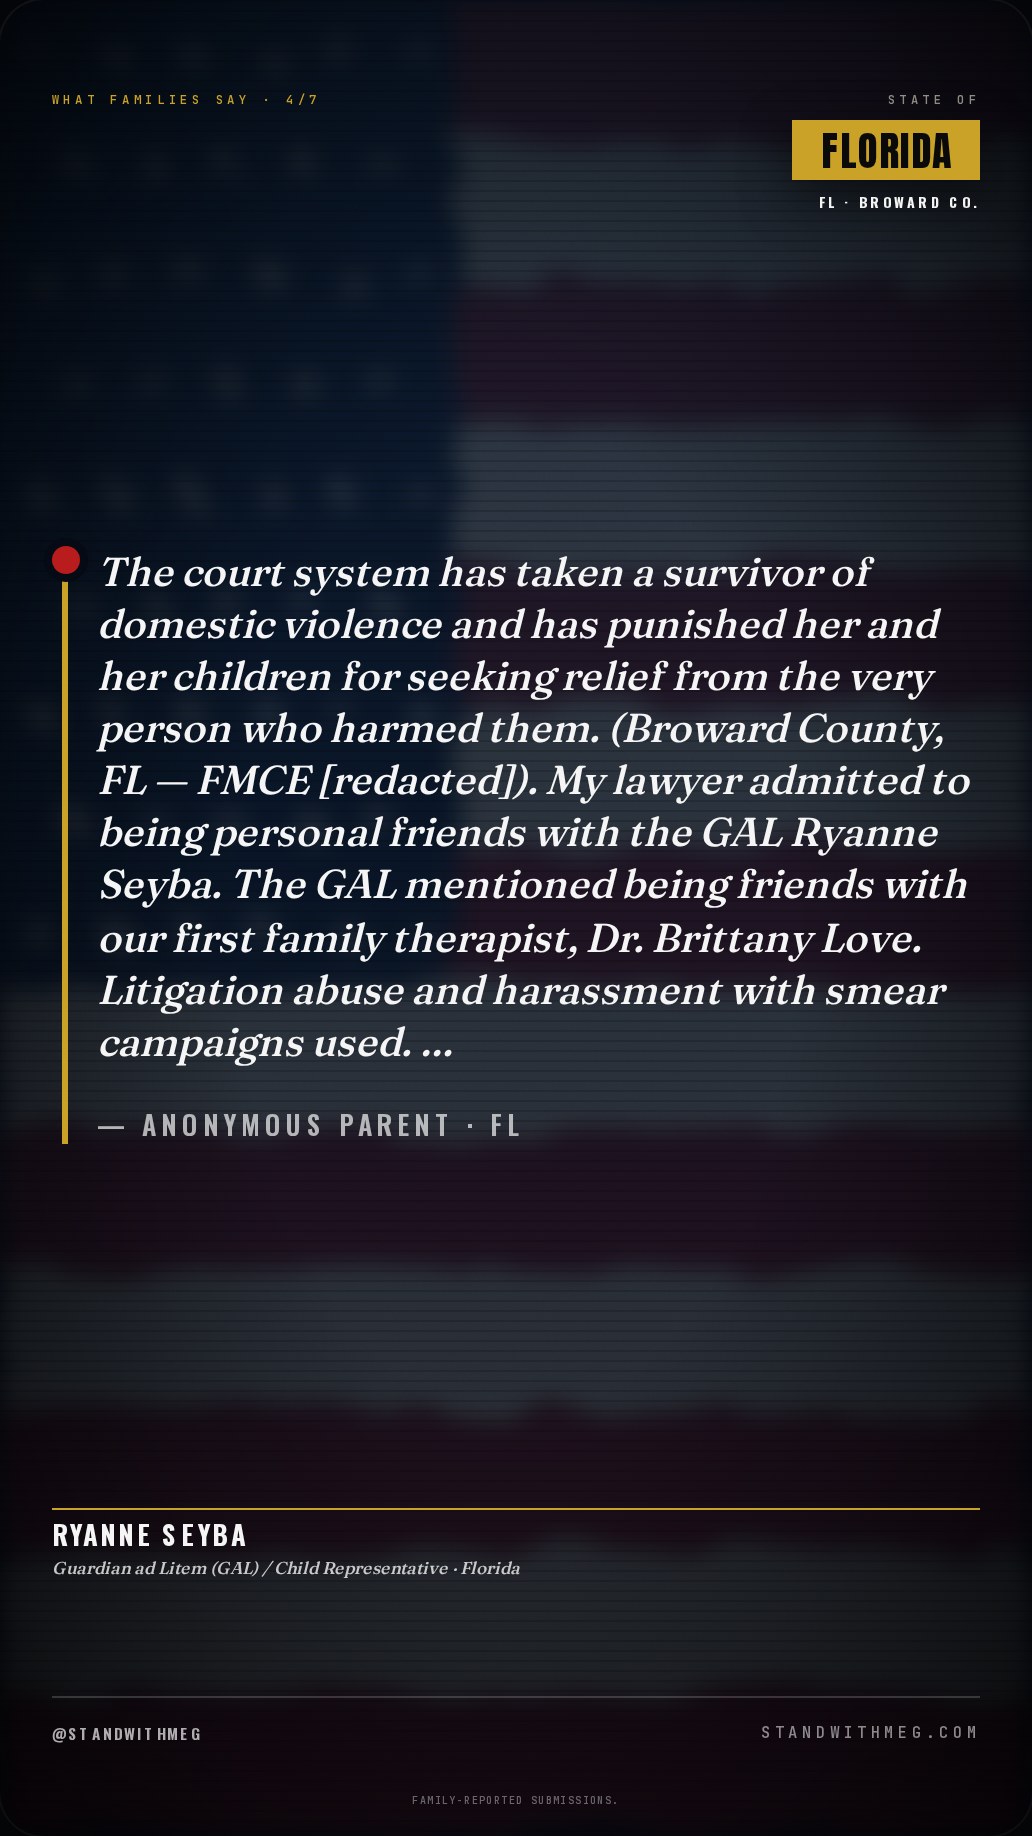 WHAT FAMILIES SAY · 4/7
STATE OF
FLORIDA
FL · BROWARD CO.
The court system has taken a survivor of
domestic violence and has punished her and
her children for seeking relief from the very
person who harmed them. (Broward County,
FL — FMCE [redacted]). My lawyer admitted to
being personal friends with the GAL Ryanne
Seyba. The GAL mentioned being friends with
our first family therapist, Dr. Brittany Love.
Litigation abuse and harassment with smear
campaigns used. ...
— ANONYMOUS PARENT · FL
RYANNE SEYBA
Guardian ad Litem (GAL) / Child Representative · Florida
@STANDWITHMEG
STANDWITHMEG.COM
FAMILY-REPORTED SUBMISSIONS.